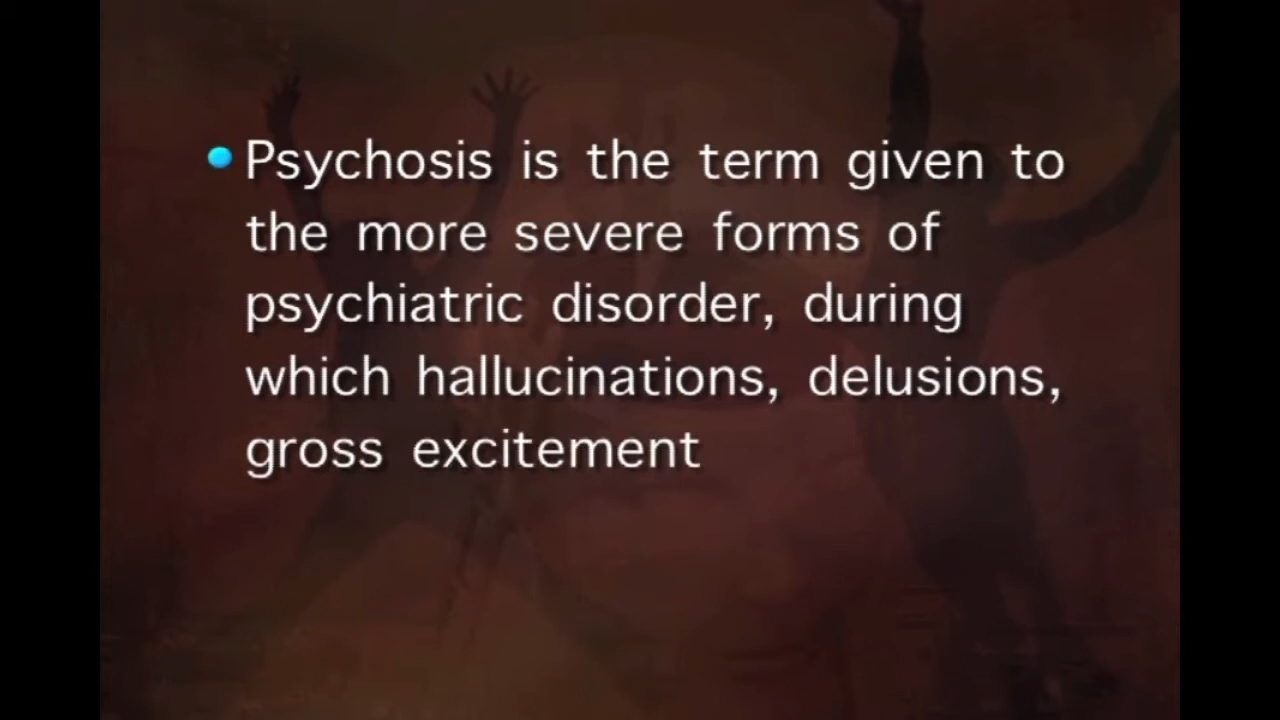 Psychosis is the term given to
the more severe forms of
psychiatric disorder, during
which hallucinations, delusions,
gross excitement